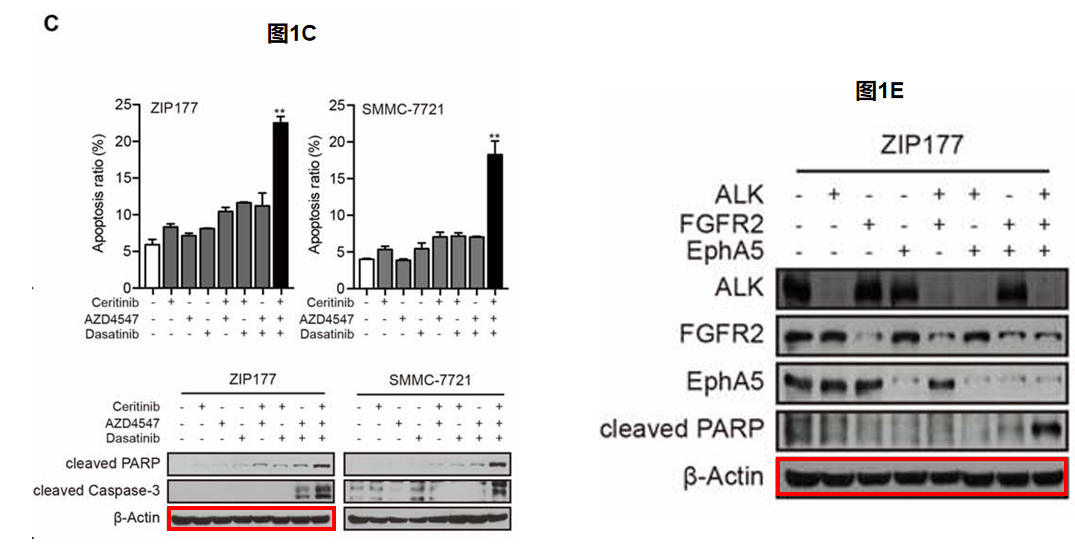 C
图1C
ZIP177
Apoptosis ratio (%)
25
20
15
10
5
0
**
Ceritinib - + - - + + - +
AZD4547 - - + - + - + +
Dasatinib - - - + - + + +
SMMC-7721
Apoptosis ratio (%)
25
20
15
10
5
0
**
Ceritinib - + - - + + - +
AZD4547 - - + - + - + +
Dasatinib - - - + - + + +
ZIP177 SMMC-7721
Ceritinib - + - - + + - + - + - - + + - +
AZD4547 - - + - + - + + - - + - + - + +
Dasatinib - - - + - + + + - - - + - + + +
cleaved PARP
cleaved Caspase-3
β-Actin
图1E
ZIP177
ALK - + - - + + - +
FGFR2 - - + - + - + +
EphA5 - - - + - + + +
ALK
FGFR2
EphA5
cleaved PARP
β-Actin